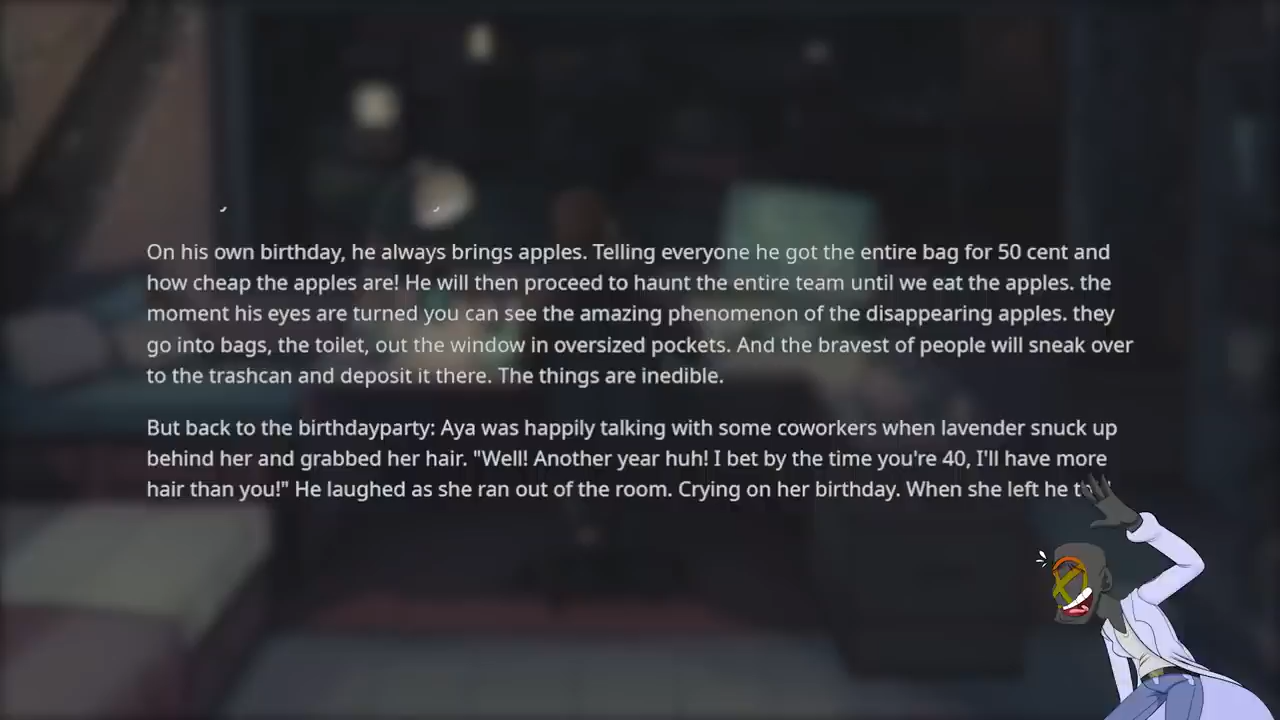 On his own birthday, he always brings apples. Telling everyone he got the entire bag for 50 cent and
how cheap the apples are! He will then proceed to haunt the entire team until we eat the apples. the
moment his eyes are turned you can see the amazing phenomenon of the disappearing apples. they
go into bags, the toilet, out the window in oversized pockets. And the bravest of people will sneak over
to the trashcan and deposit it there. The things are inedible.
But back to the birthdayparty: Aya was happily talking with some coworkers when lavender snuck up
behind her and grabbed her hair. "Well! Another year huh! I bet by the time you're 40, I'll have more
hair than you!" He laughed as she ran out of the room. Crying on her birthday. When she left he